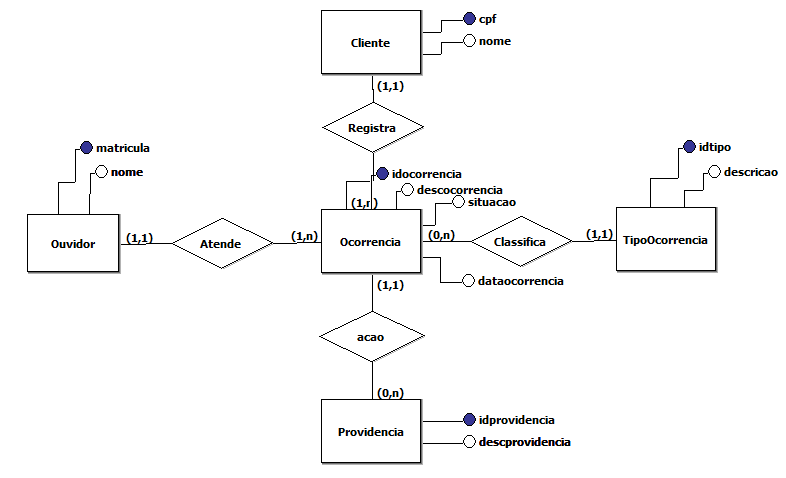 cpf
Cliente
nome
(1,1)
Registra
matricula
idtipo
nome
idocorrencia
descricao
descocorrencia
(1,n)
situacao
Ouvidor
(1,1)
Atende
(1,n)
Ocorrencia
(0,n)
Classifica
(1,1)
TipoOcorrencia
dataocorrencia
(1,1)
acao
(0,n)
idprovidencia
Providencia
descprovidencia